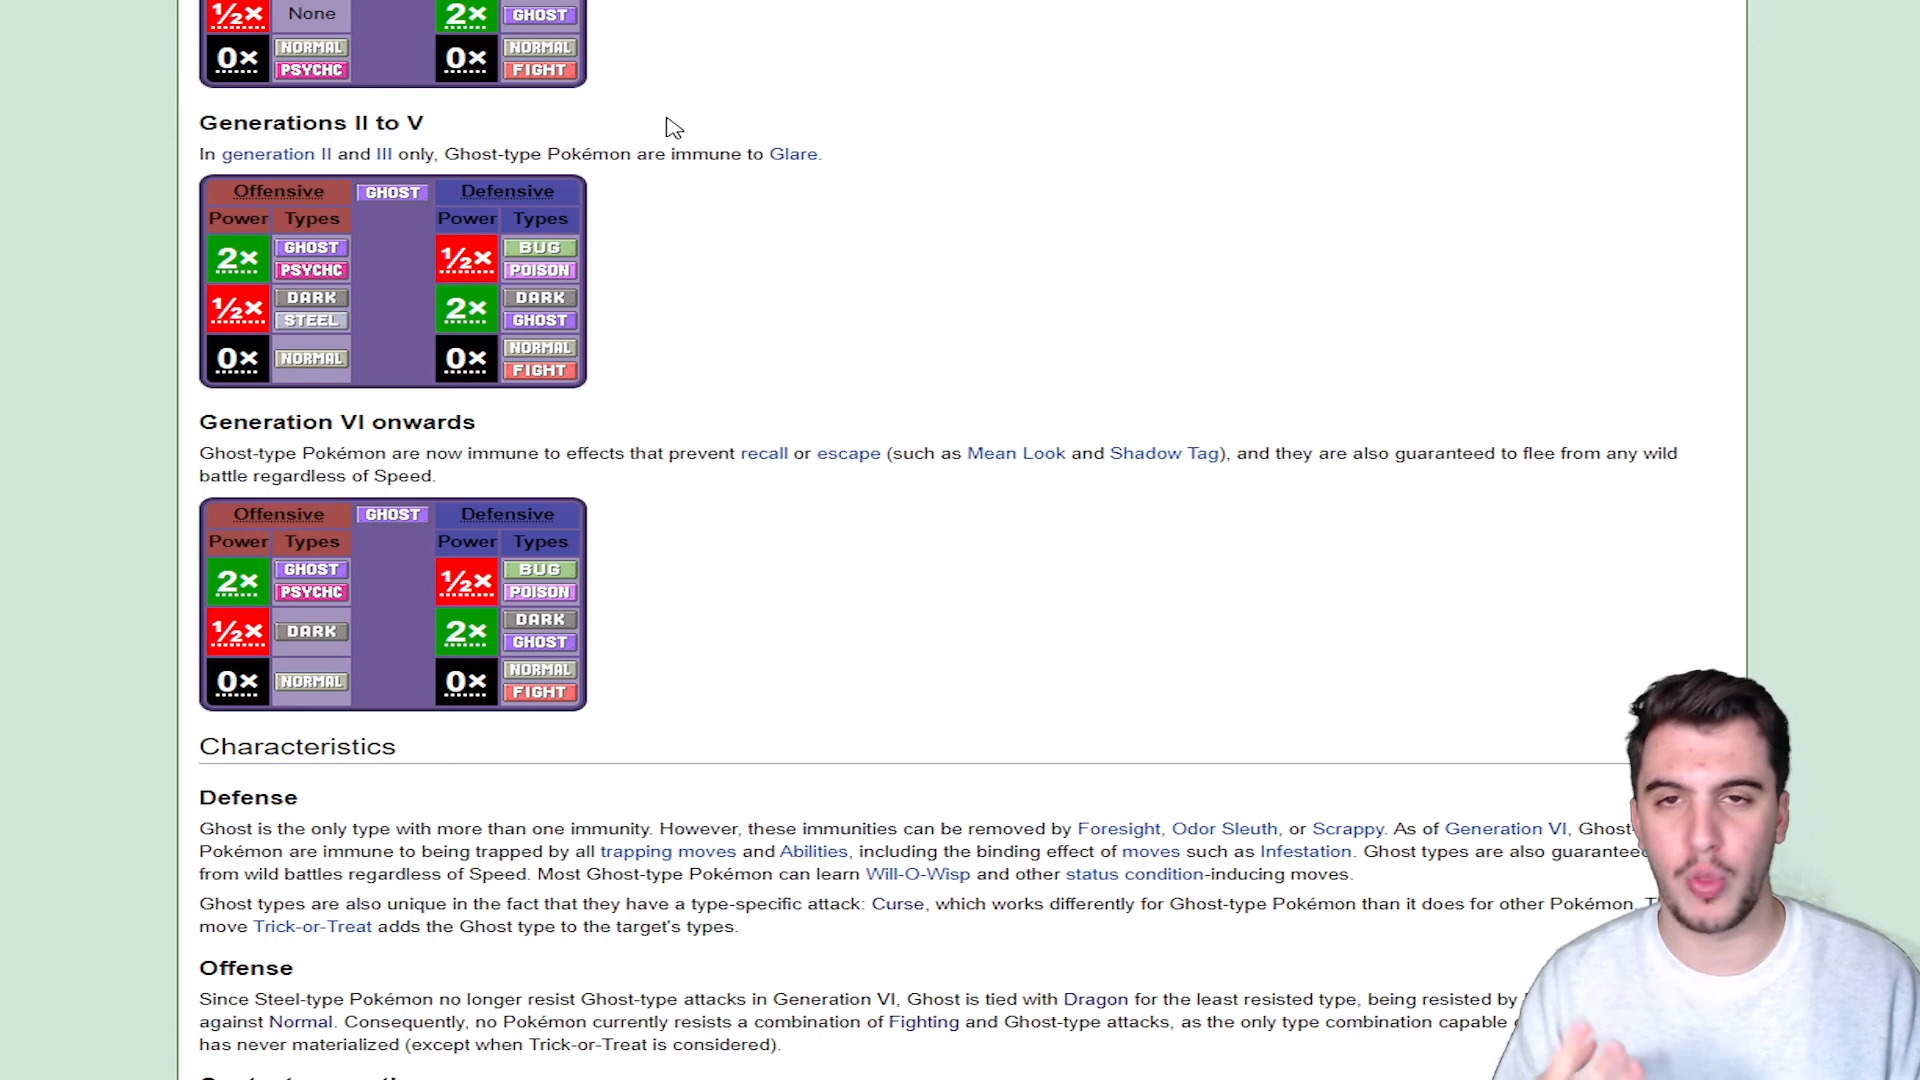 ½× None 2× GHOST
0× NORMAL PSYCHC 0× NORMAL FIGHT
Generations II to V
In generation II and III only, Ghost-type Pokémon are immune to Glare.
Offensive GHOST Defensive
Power Types Power Types
2× GHOST PSYCHC ½× BUG POISON
½× DARK STEEL 2× DARK GHOST
0× NORMAL 0× NORMAL FIGHT
Generation VI onwards
Ghost-type Pokémon are now immune to effects that prevent recall or escape (such as Mean Look and Shadow Tag), and they are also guaranteed to flee from any wild
battle regardless of Speed.
Offensive GHOST Defensive
Power Types Power Types
2× GHOST PSYCHC ½× BUG POISON
½× DARK 2× DARK GHOST
0× NORMAL 0× NORMAL FIGHT
Characteristics
Defense
Ghost is the only type with more than one immunity. However, these immunities can be removed by Foresight, Odor Sleuth, or Scrappy. As of Generation VI, Ghost-
Pokémon are immune to being trapped by all trapping moves and Abilities, including the binding effect of moves such as Infestation. Ghost types are also guaranteed
from wild battles regardless of Speed. Most Ghost-type Pokémon can learn Will-O-Wisp and other status condition-inducing moves.
Ghost types are also unique in the fact that they have a type-specific attack: Curse, which works differently for Ghost-type Pokémon than it does for other Pokémon.
move Trick-or-Treat adds the Ghost type to the target's types.
Offense
Since Steel-type Pokémon no longer resist Ghost-type attacks in Generation VI, Ghost is tied with Dragon for the least resisted type, being resisted by
against Normal. Consequently, no Pokémon currently resists a combination of Fighting and Ghost-type attacks, as the only type combination capable
has never materialized (except when Trick-or-Treat is considered).